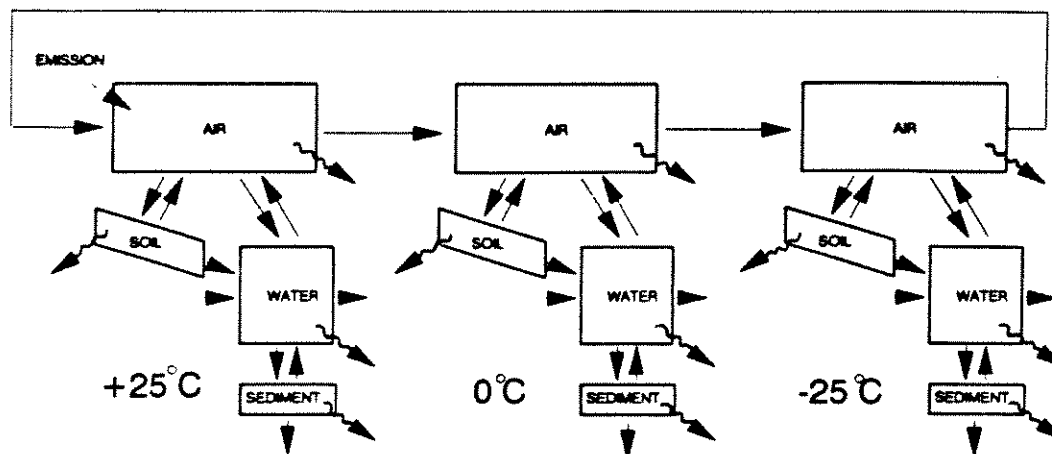 EMISSION
AIR
AIR
AIR
SOIL
SOIL
SOIL
WATER
WATER
WATER
+25°C
0°C
-25°C
SEDIMENT
SEDIMENT
SEDIMENT